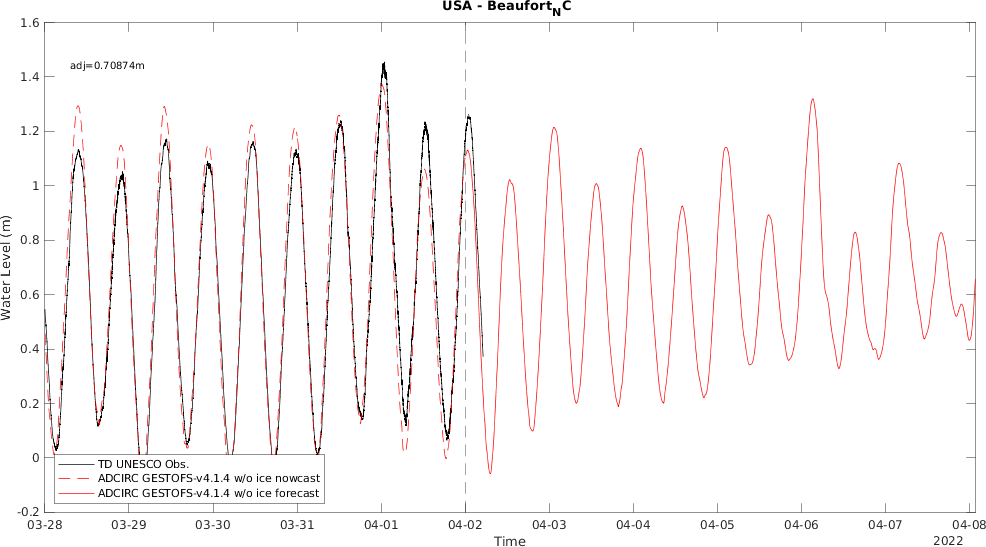 USA - Beaufort_NC
adj=0.70874m
1.6
1.4
1.2
1
0.8
0.6
0.4
0.2
0
-0.2
Water Level (m)
TD UNESCO Obs.
ADCIRC GESTOFS-v4.1.4 w/o ice nowcast
ADCIRC GESTOFS-v4.1.4 w/o ice forecast
03-28 03-29 03-30 03-31 04-01 04-02 04-03 04-04 04-05 04-06 04-07 04-08
Time
2022